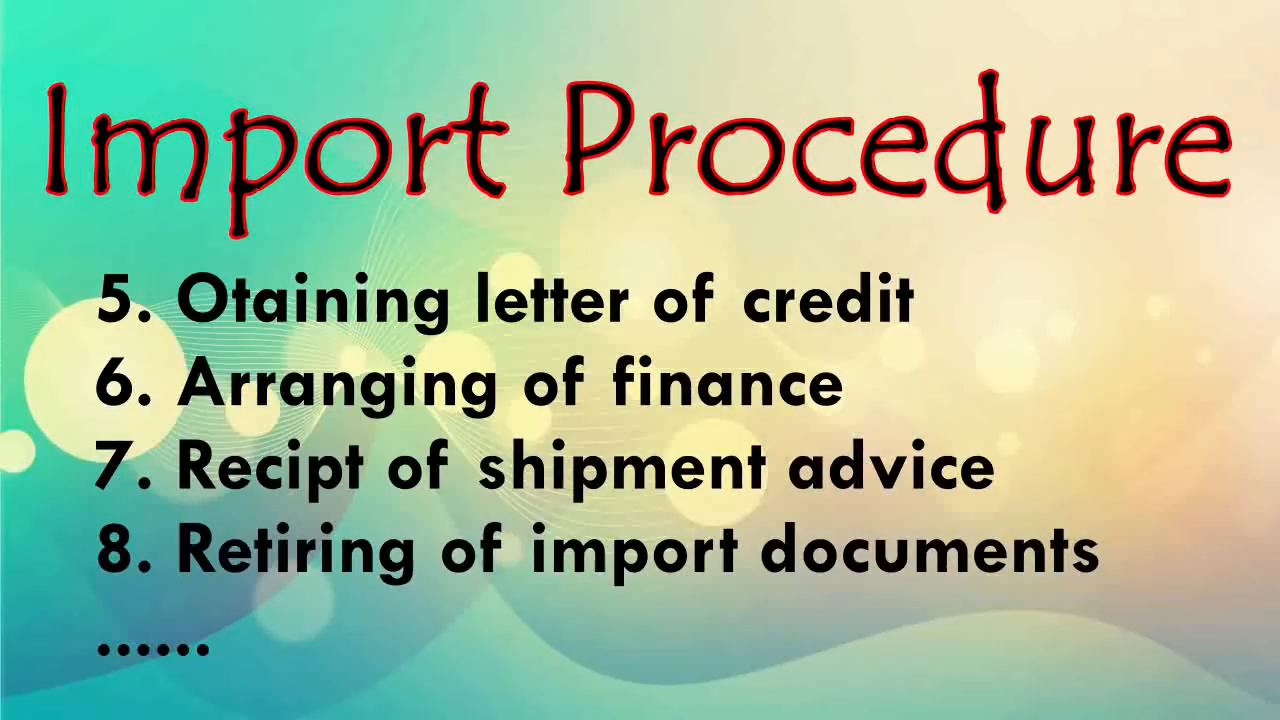 Import Procedure
5. Otaining letter of credit
6. Arranging of finance
7. Recipt of shipment advice
8. Retiring of import documents
......